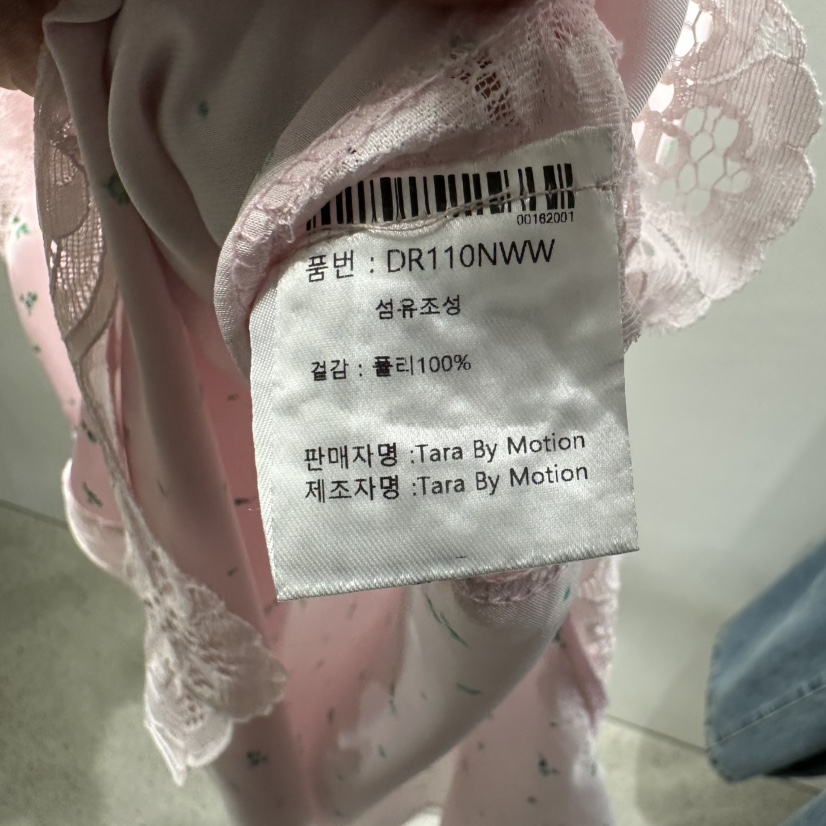 00162001
품번 : DR110NWW
섬유조성
겉감 : 폴리100%
판매자명 :Tara By Motion
제조자명 :Tara By Motion